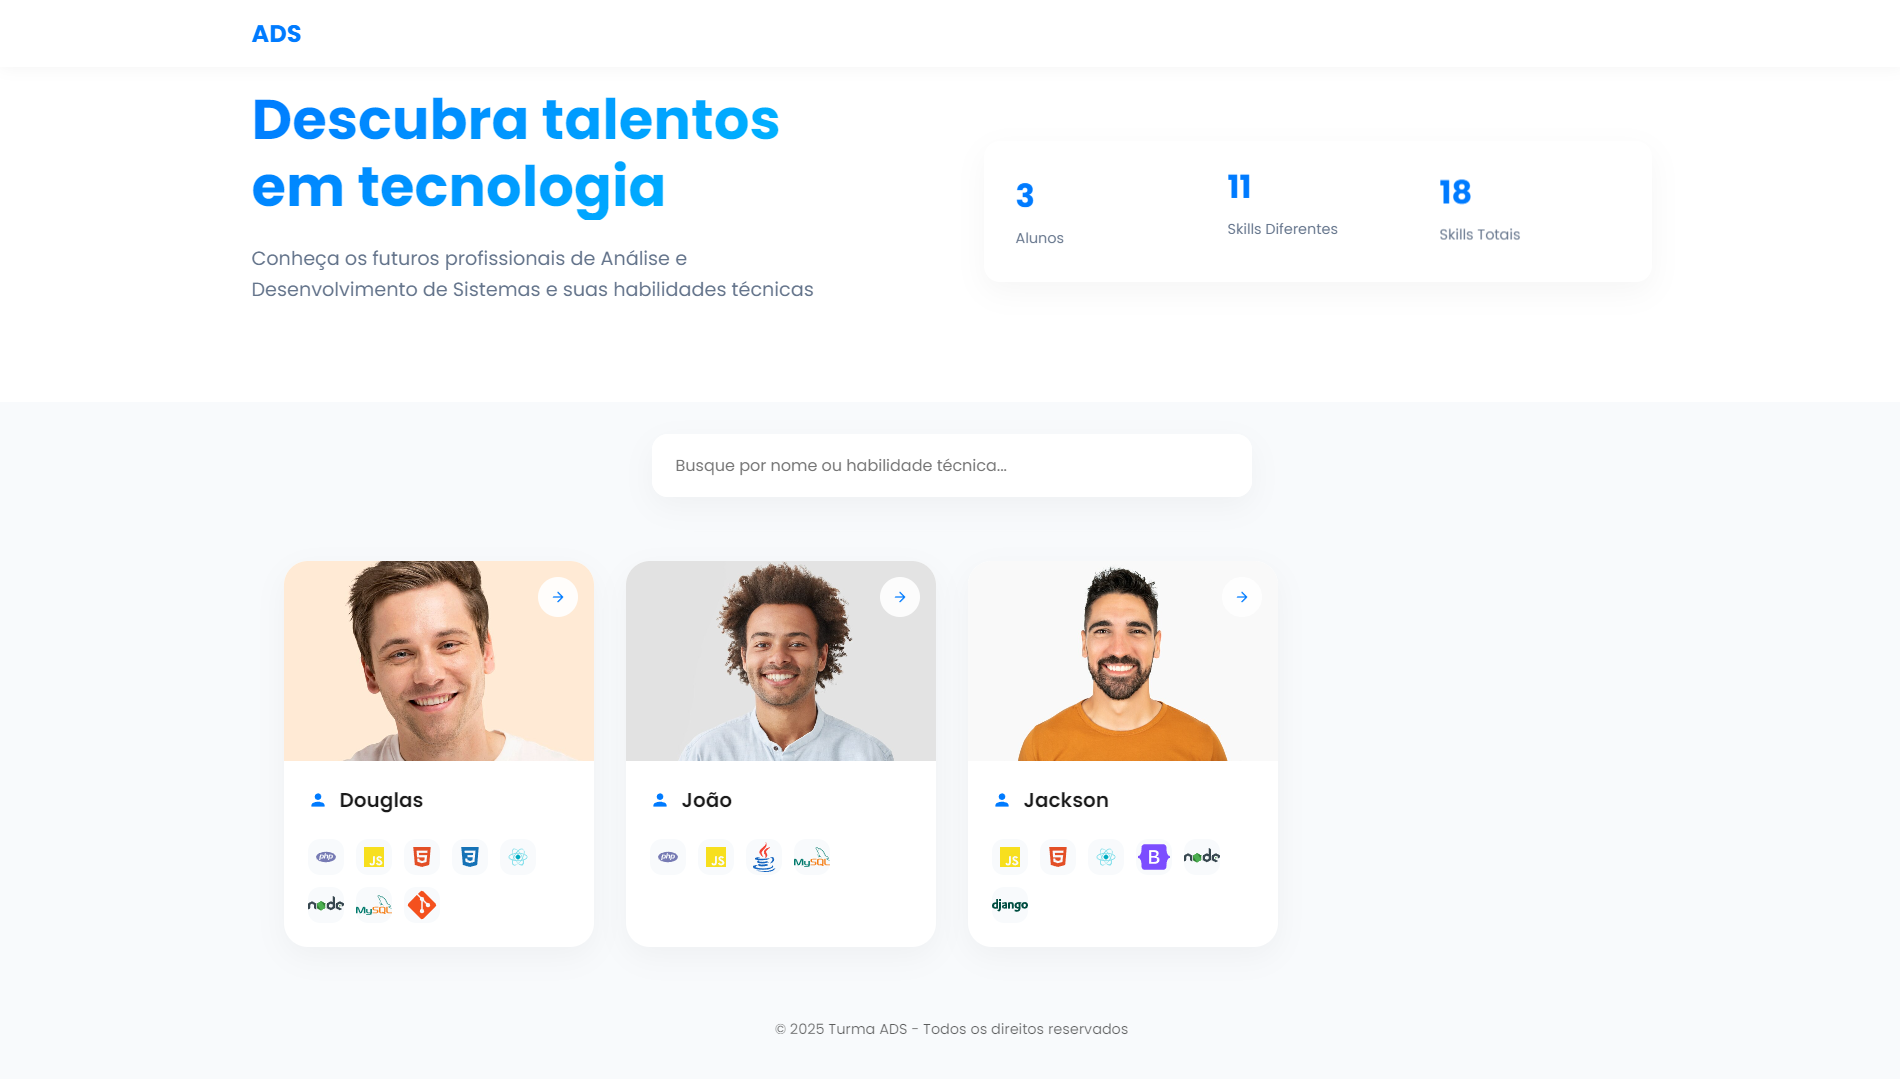 ADS
Descubra talentos
em tecnologia
Conheça os futuros profissionais de Análise e
Desenvolvimento de Sistemas e suas habilidades técnicas
3
Alunos
11
Skills Diferentes
18
Skills Totais
Busque por nome ou habilidade técnica...
Douglas
php JS 5 3
node MySQL
João
php JS MySQL
Jackson
JS 5 B node
django
© 2025 Turma ADS - Todos os direitos reservados